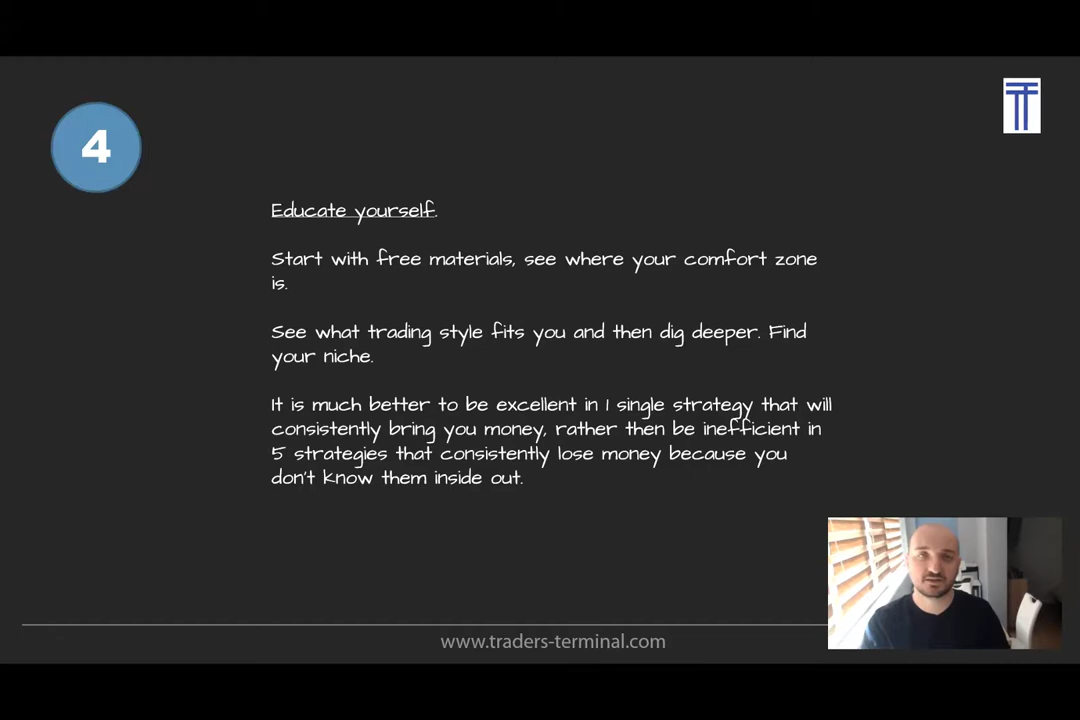 4
Educate yourself.
Start with free materials, see where your comfort zone
is.
See what trading style fits you and then dig deeper. Find
your niche.
It is much better to be excellent in 1 single strategy that will
consistently bring you money, rather then be inefficient in
5 strategies that consistently lose money because you
don't know them inside out.
www.traders-terminal.com